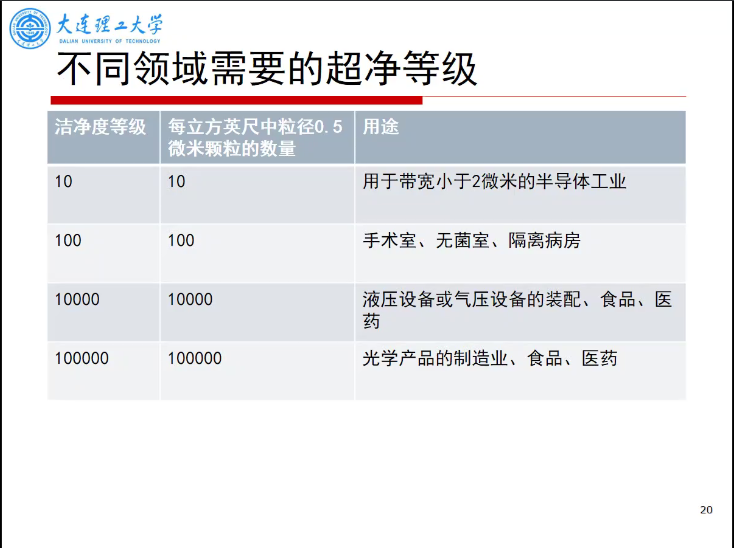 大连理工大学
DALIAN UNIVERSITY OF TECHNOLOGY
不同领域需要的超净等级
洁净度等级
每立方英尺中粒径0.5
微米颗粒的数量
用途
10
10
用于带宽小于2微米的半导体工业
100
100
手术室、无菌室、隔离病房
10000
10000
液压设备或气压设备的装配、食品、医
药
100000
100000
光学产品的制造业、食品、医药
20